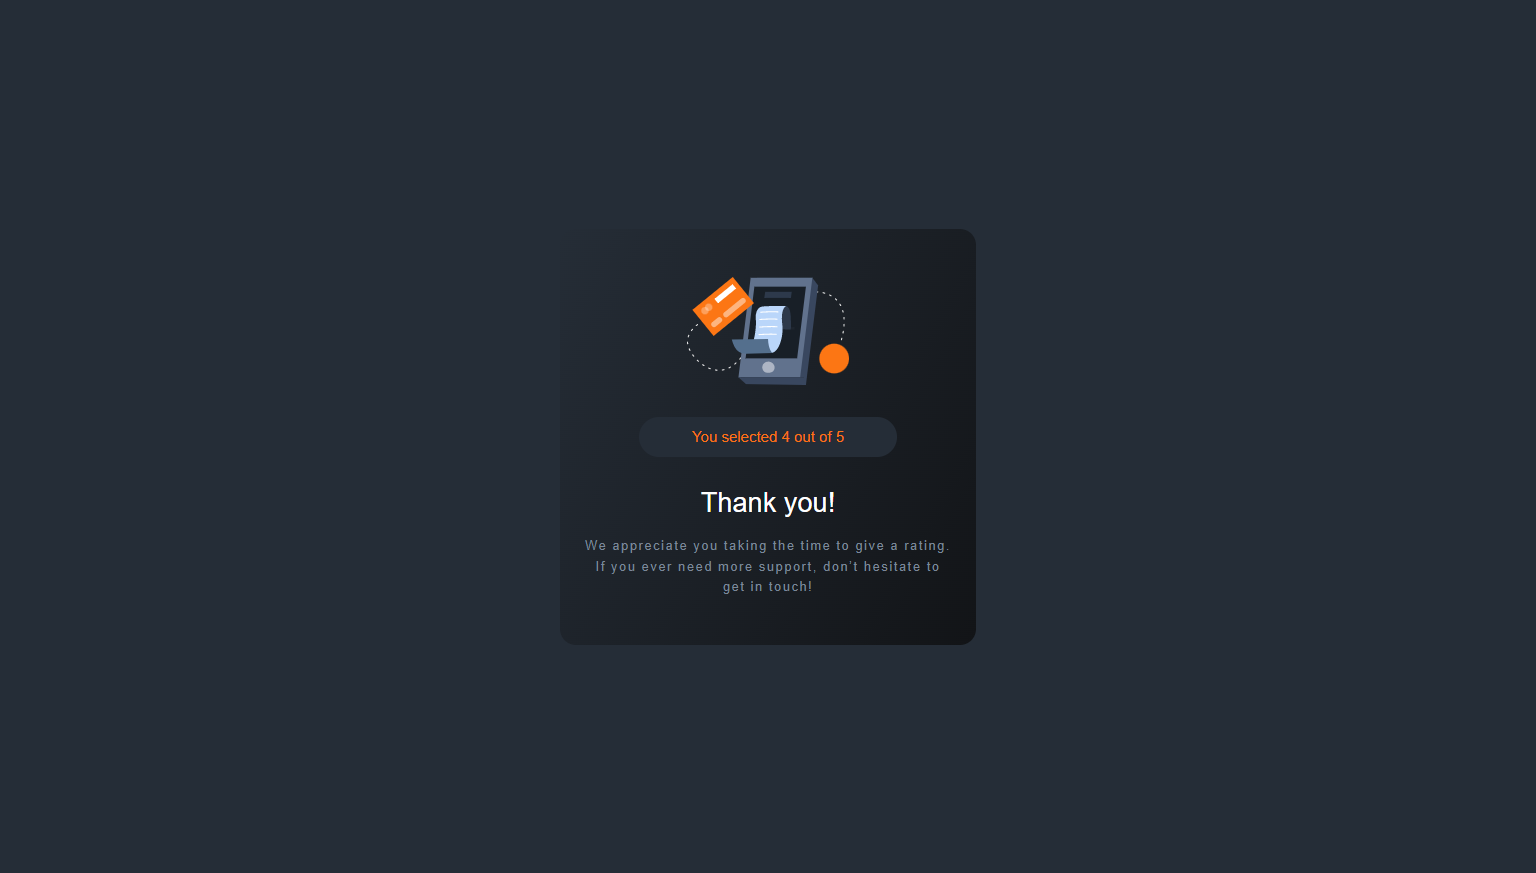 You selected 4 out of 5
Thank you!
We appreciate you taking the time to give a rating.
If you ever need more support, don't hesitate to
get in touch!